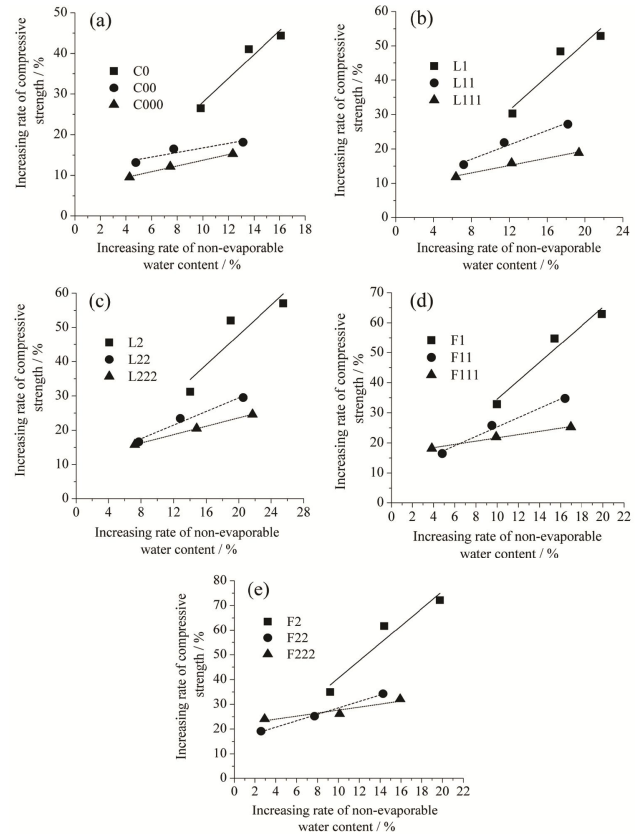 (a)
50
40
30
20
10
0
C0
C00
C000
0 2 4 6 8 10 12 14 16 18
Increasing rate of compressive
strength / %
Increasing rate of non-evaporable
water content / %
(b)
60
50
40
30
20
10
0
L1
L11
L111
0 4 8 12 16 20 24
Increasing rate of compressive
strength / %
Increasing rate of non-evaporable
water content / %
(c)
60
50
40
30
20
10
0
L2
L22
L222
0 4 8 12 16 20 24 28
Increasing rate of compressive
strength / %
Increasing rate of non-evaporable
water content / %
(d)
70
60
50
40
30
20
10
0
F1
F11
F111
0 2 4 6 8 10 12 14 16 18 20 22
Increasing rate of compressive
strength / %
Increasing rate of non-evaporable
water content / %
(e)
80
70
60
50
40
30
20
10
0
F2
F22
F222
0 2 4 6 8 10 12 14 16 18 20 22
Increasing rate of compressive
strength / %
Increasing rate of non-evaporable
water content / %